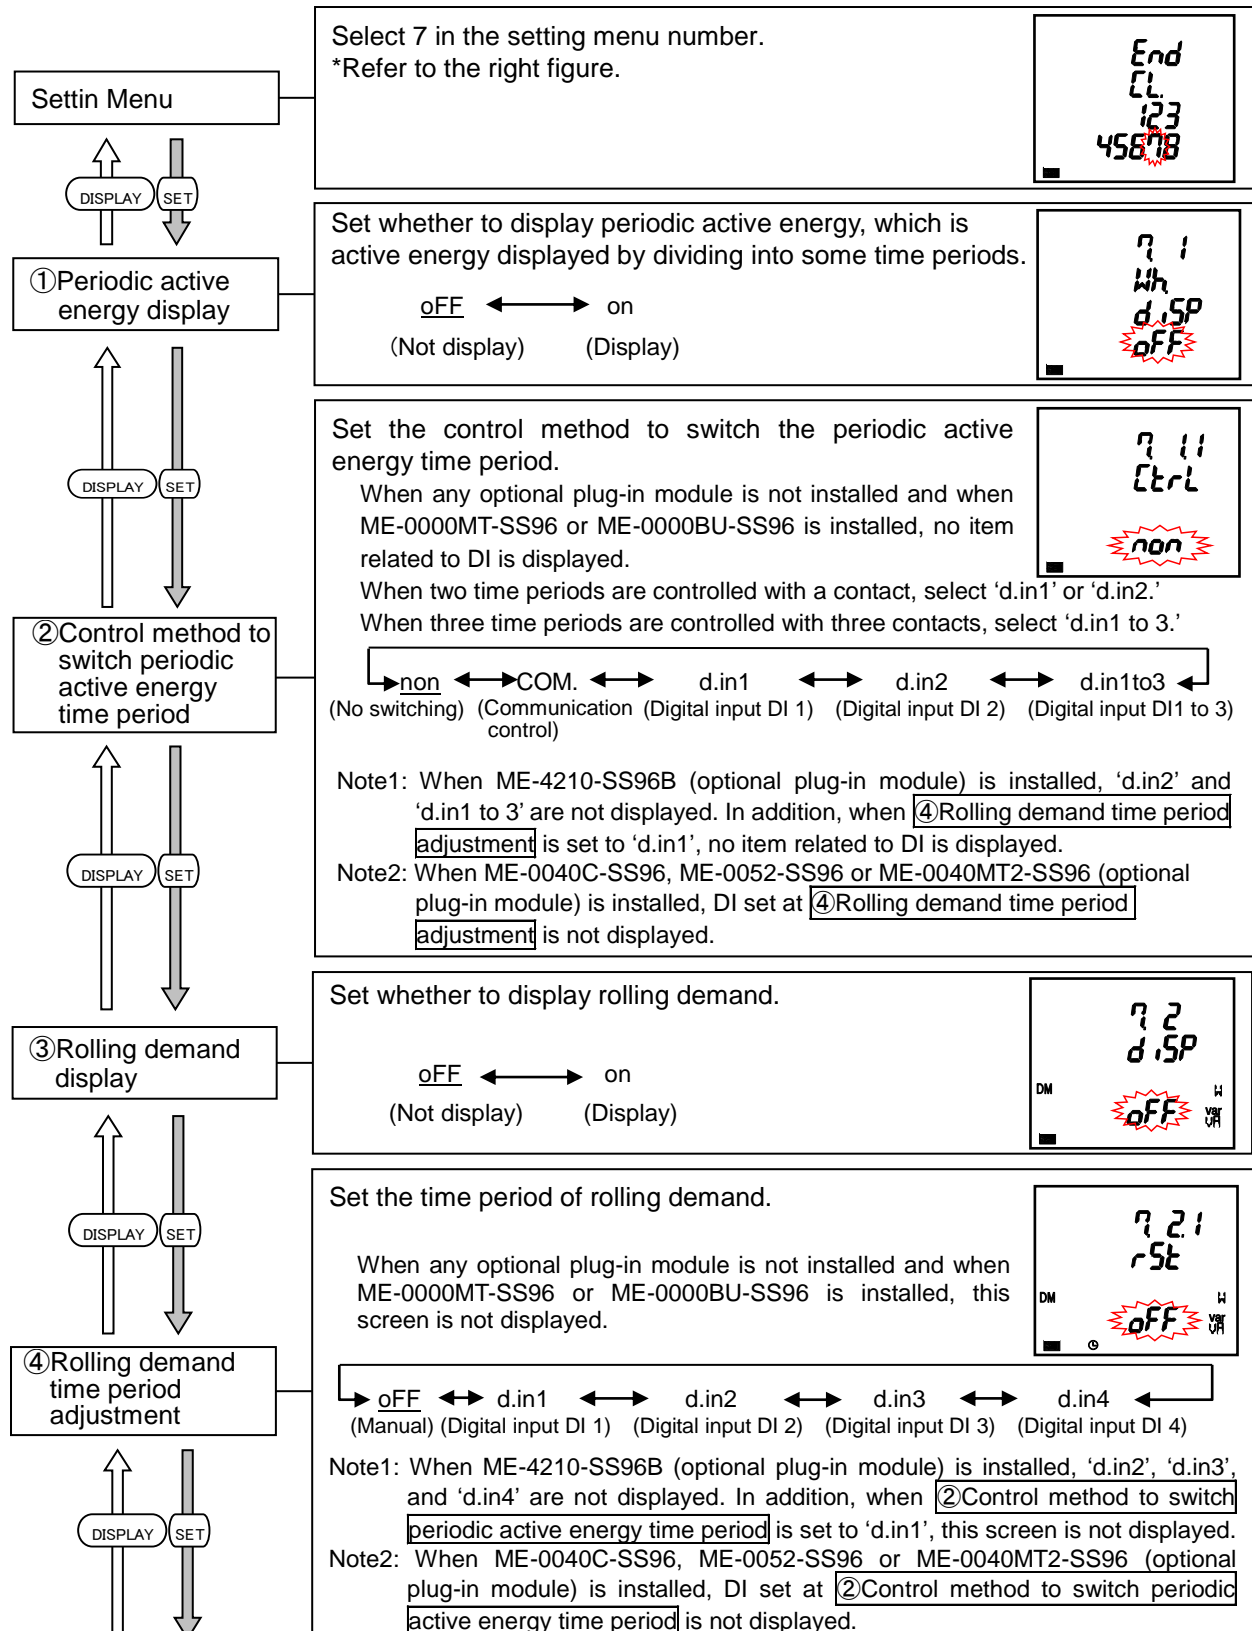 Select 7 in the setting menu number.
*Refer to the right figure.
End
CL.
123
45678
Settin Menu
DISPLAY SET
Set whether to display periodic active energy, which is
active energy displayed by dividing into some time periods.
oFF on
(Not display) (Display)
7. 1
Wh
diSP
oFF
①Periodic active
energy display
DISPLAY SET
Set the control method to switch the periodic active
energy time period.
When any optional plug-in module is not installed and when
ME-0000MT-SS96 or ME-0000BU-SS96 is installed, no item
related to DI is displayed.
When two time periods are controlled with a contact, select ‘d.in1’ or ‘d.in2.’
When three time periods are controlled with three contacts, select ‘d.in1 to 3.’
7. 1.1
CtrL
non
②Control method to
switch periodic
active energy
time period
non COM. d.in1 d.in2 d.in1to3
(No switching) (Communication control) (Digital input DI 1) (Digital input DI 2) (Digital input DI1 to 3)
Note1: When ME-4210-SS96B (optional plug-in module) is installed, ‘d.in2’ and
‘d.in1 to 3’ are not displayed. In addition, when ④Rolling demand time period
adjustment is set to ‘d.in1’, no item related to DI is displayed.
Note2: When ME-0040C-SS96, ME-0052-SS96 or ME-0040MT2-SS96 (optional
plug-in module) is installed, DI set at ④Rolling demand time period
adjustment is not displayed.
DISPLAY SET
Set whether to display rolling demand.
oFF on
(Not display) (Display)
7. 2
diSP
DM W
oFF var
VA
③Rolling demand
display
DISPLAY SET
Set the time period of rolling demand.
When any optional plug-in module is not installed and when
ME-0000MT-SS96 or ME-0000BU-SS96 is installed, this
screen is not displayed.
7. 2.1
rSt
DM W
oFF var
VA
④Rolling demand
time period
adjustment
oFF d.in1 d.in2 d.in3 d.in4
(Manual) (Digital input DI 1) (Digital input DI 2) (Digital input DI 3) (Digital input DI 4)
Note1: When ME-4210-SS96B (optional plug-in module) is installed, ‘d.in2’, ‘d.in3’,
and ‘d.in4’ are not displayed. In addition, when ②Control method to switch
periodic active energy time period is set to ‘d.in1’, this screen is not displayed.
Note2: When ME-0040C-SS96, ME-0052-SS96 or ME-0040MT2-SS96 (optional
plug-in module) is installed, DI set at ②Control method to switch periodic
active energy time period is not displayed.
DISPLAY SET